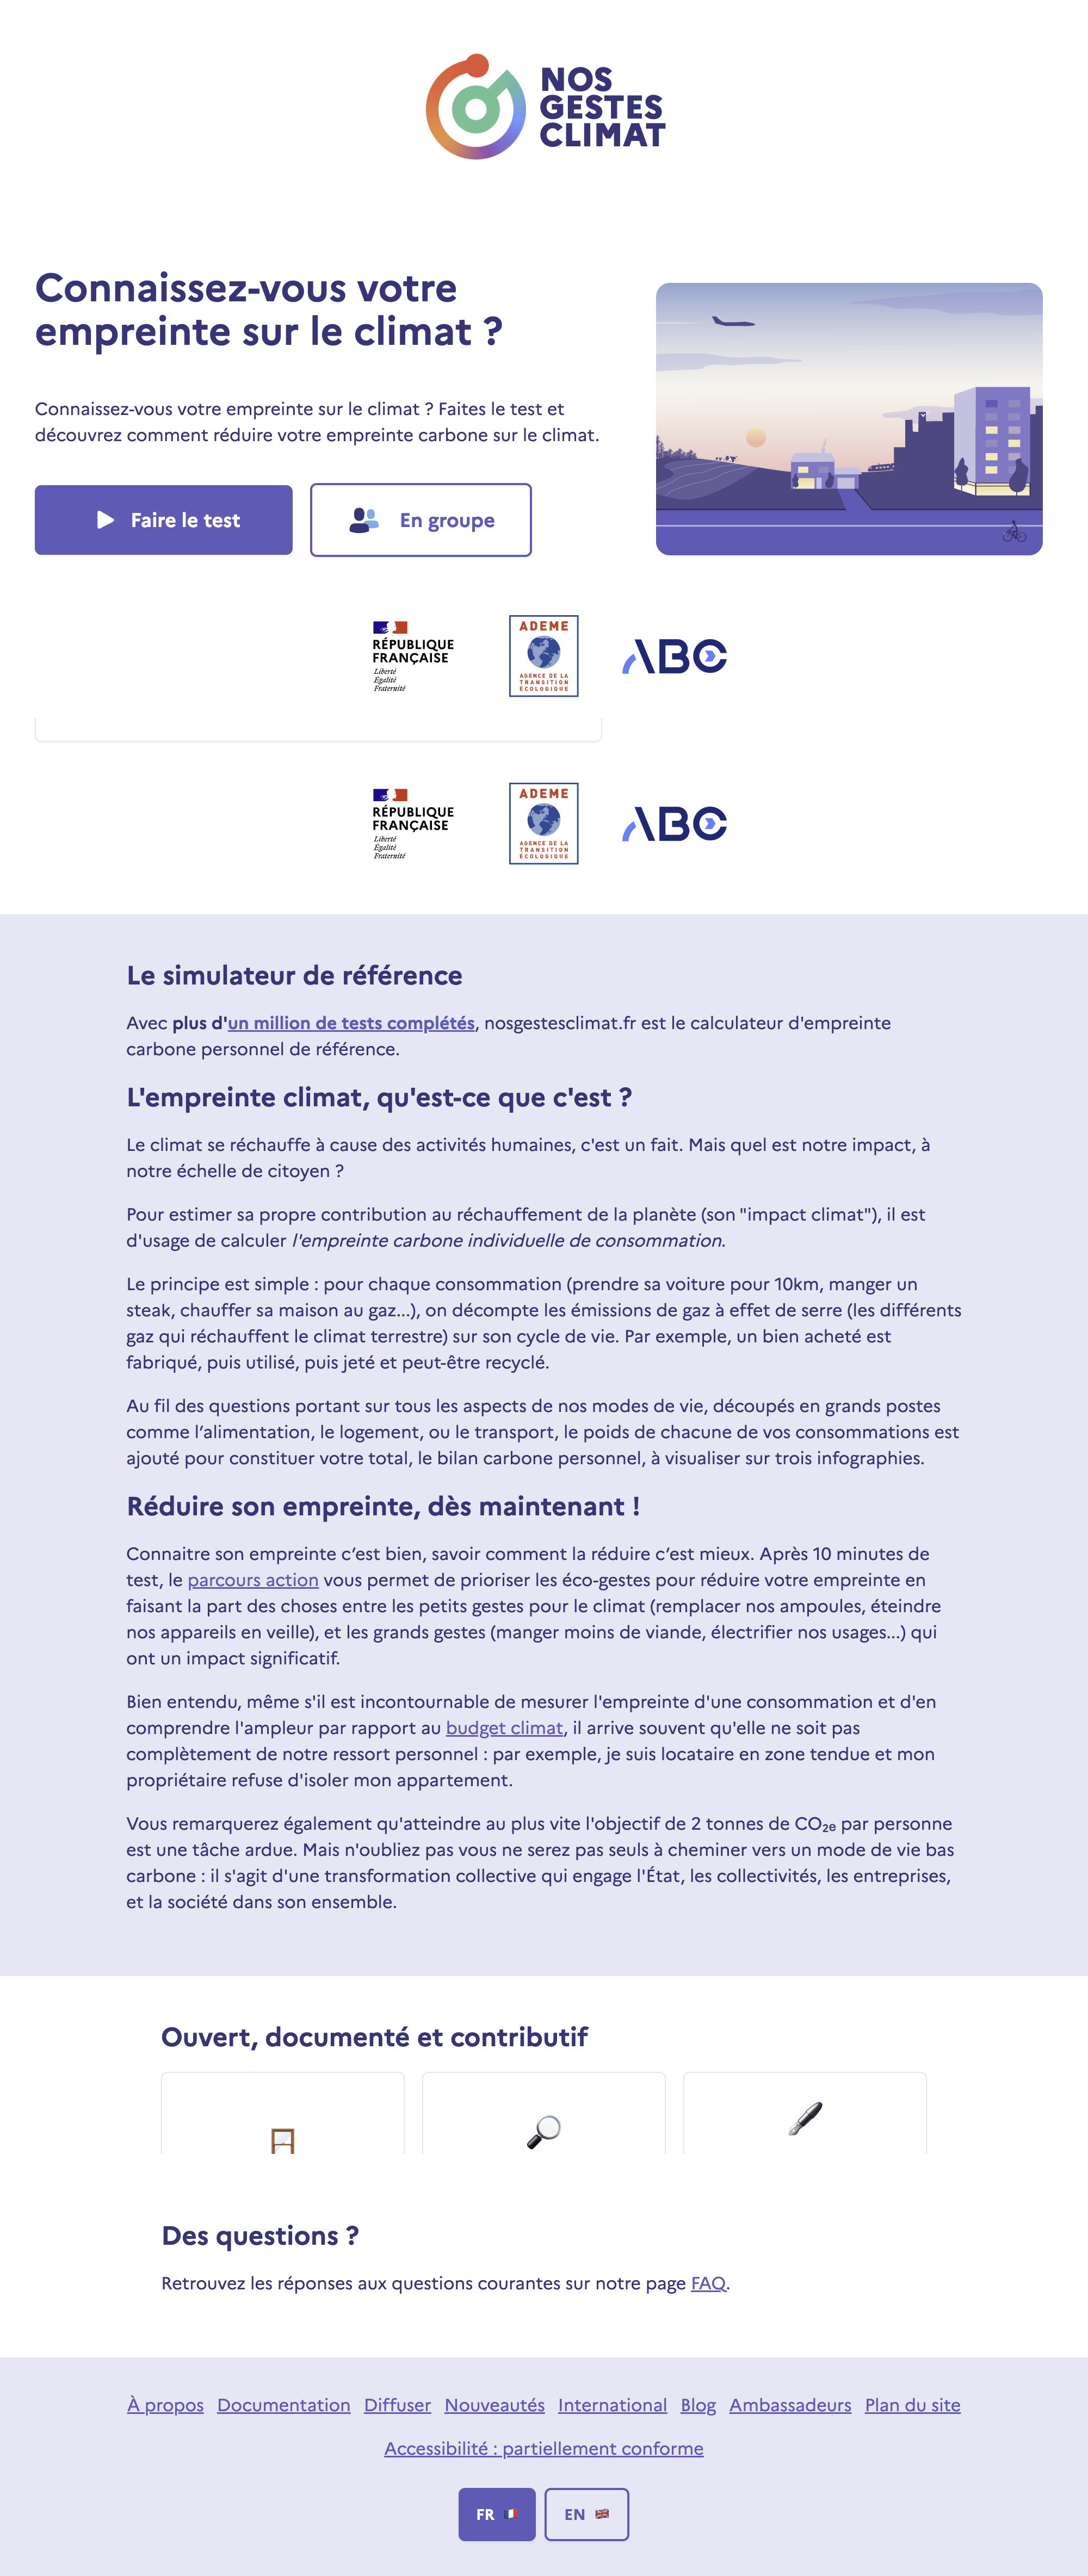 NOS
GESTES
CLIMAT
Connaissez-vous votre
empreinte sur le climat ?
Connaissez-vous votre empreinte sur le climat ? Faites le test et
découvrez comment réduire votre empreinte carbone sur le climat.
Faire le test
En groupe
RÉPUBLIQUE
FRANÇAISE
Liberté
Égalité
Fraternité
ADEME
AGENCE DE LA
TRANSITION
ÉCOLOGIQUE
ABC
RÉPUBLIQUE
FRANÇAISE
Liberté
Égalité
Fraternité
ADEME
AGENCE DE LA
TRANSITION
ÉCOLOGIQUE
ABC
Le simulateur de référence
Avec plus d'un million de tests complétés, nosgestesclimat.fr est le calculateur d'empreinte
carbone personnel de référence.
L'empreinte climat, qu'est-ce que c'est ?
Le climat se réchauffe à cause des activités humaines, c'est un fait. Mais quel est notre impact, à
notre échelle de citoyen ?
Pour estimer sa propre contribution au réchauffement de la planète (son "impact climat"), il est
d'usage de calculer l'empreinte carbone individuelle de consommation.
Le principe est simple : pour chaque consommation (prendre sa voiture pour 10km, manger un
steak, chauffer sa maison au gaz...), on décompte les émissions de gaz à effet de serre (les différents
gaz qui réchauffent le climat terrestre) sur son cycle de vie. Par exemple, un bien acheté est
fabriqué, puis utilisé, puis jeté et peut-être recyclé.
Au fil des questions portant sur tous les aspects de nos modes de vie, découpés en grands postes
comme l’alimentation, le logement, ou le transport, le poids de chacune de vos consommations est
ajouté pour constituer votre total, le bilan carbone personnel, à visualiser sur trois infographies.
Réduire son empreinte, dès maintenant !
Connaitre son empreinte c’est bien, savoir comment la réduire c’est mieux. Après 10 minutes de
test, le parcours action vous permet de prioriser les éco-gestes pour réduire votre empreinte en
faisant la part des choses entre les petits gestes pour le climat (remplacer nos ampoules, éteindre
nos appareils en veille), et les grands gestes (manger moins de viande, électrifier nos usages...) qui
ont un impact significatif.
Bien entendu, même s'il est incontournable de mesurer l'empreinte d'une consommation et d'en
comprendre l'ampleur par rapport au budget climat, il arrive souvent qu'elle ne soit pas
complètement de notre ressort personnel : par exemple, je suis locataire en zone tendue et mon
propriétaire refuse d'isoler mon appartement.
Vous remarquerez également qu'atteindre au plus vite l'objectif de 2 tonnes de CO₂ₑ par personne
est une tâche ardue. Mais n'oubliez pas vous ne serez pas seuls à cheminer vers un mode de vie bas
carbone : il s'agit d'une transformation collective qui engage l'État, les collectivités, les entreprises,
et la société dans son ensemble.
Ouvert, documenté et contributif
Des questions ?
Retrouvez les réponses aux questions courantes sur notre page FAQ.
À propos Documentation Diffuser Nouveautés International Blog Ambassadeurs Plan du site
Accessibilité : partiellement conforme
FR
EN